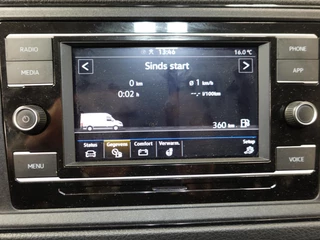 RADIO
MEDIA
MENU
PHONE
APP
VOICE
13:46 16.0°C
Sinds start
0 km Ø 1 km/h
0:02 h --,- l/100km
360 km
Status Gegevens Comfort Verwarm. Setup